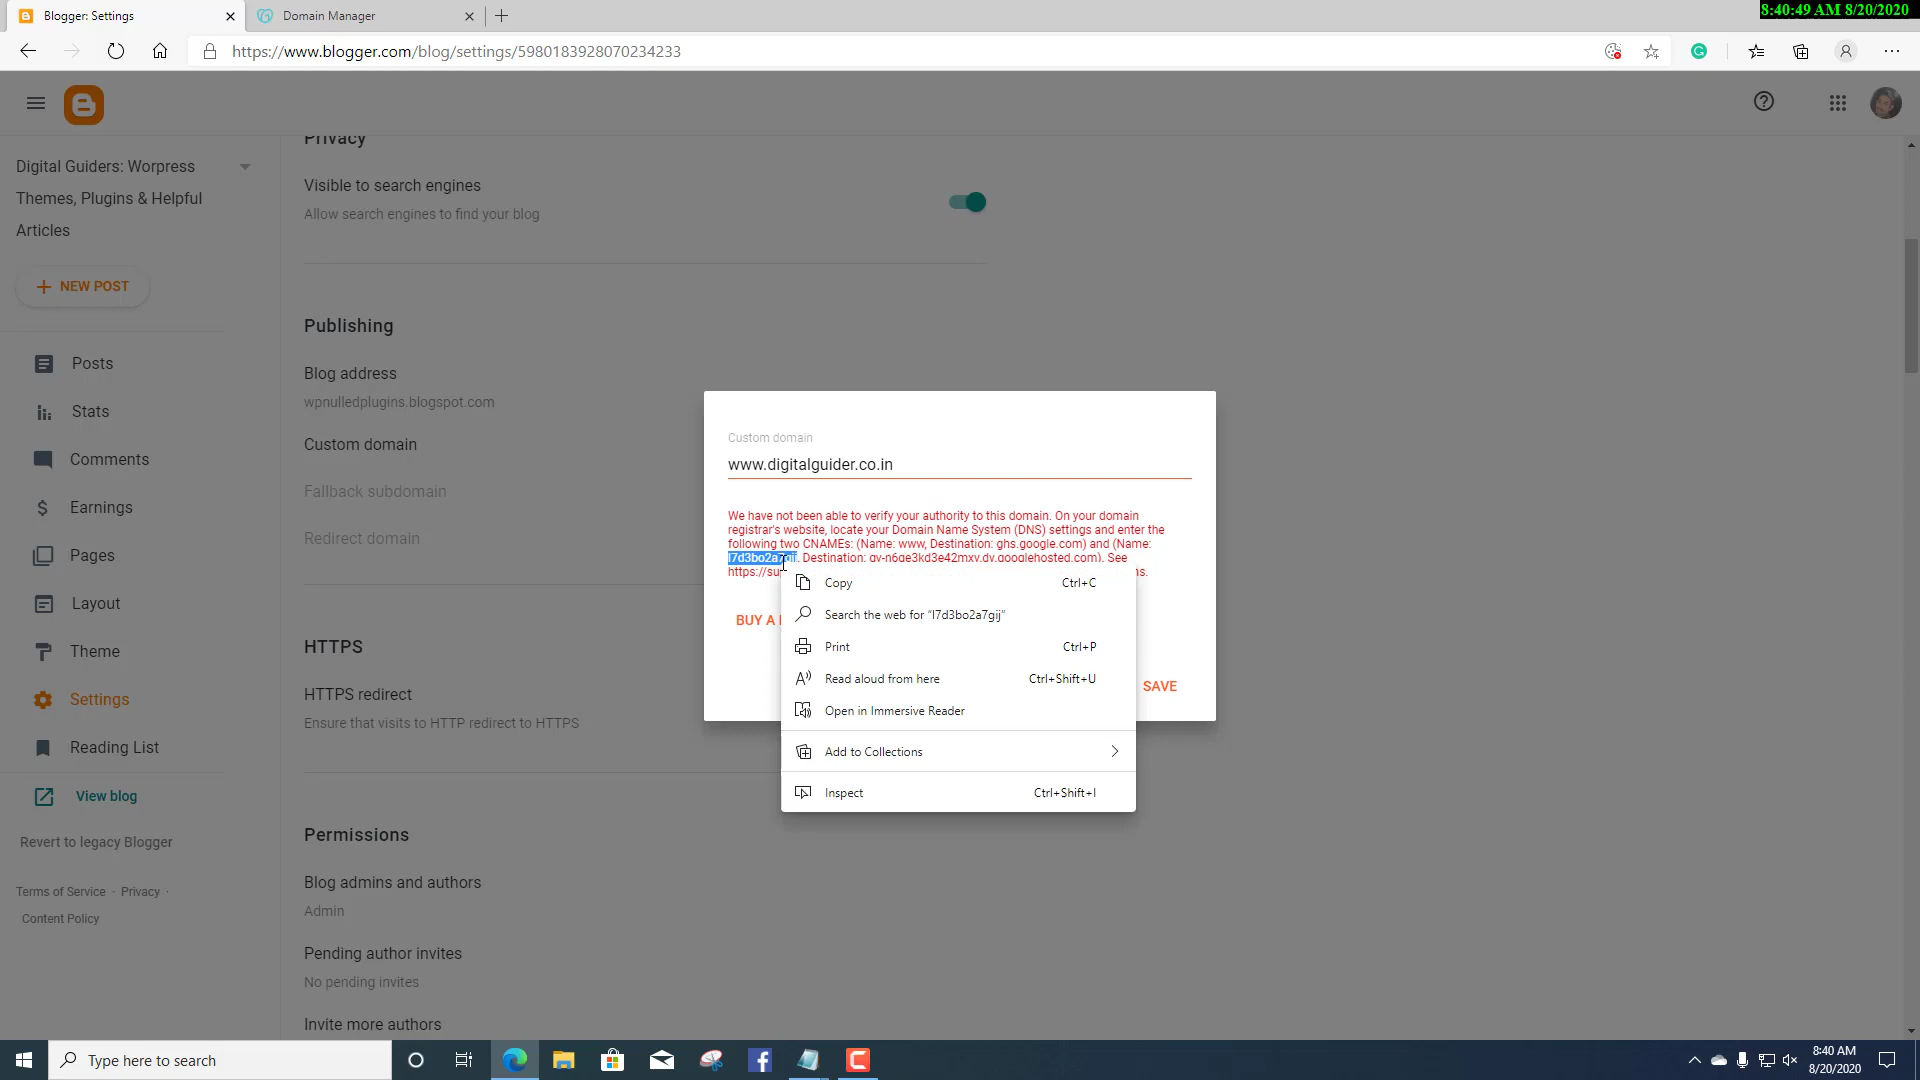 Blogger: Settings
Domain Manager
8:40:49 AM 8/20/2020
https://www.blogger.com/blog/settings/5980183928070234233
Digital Guiders: Worpress
Themes, Plugins & Helpful
Articles
NEW POST
Posts
Stats
Comments
Earnings
Pages
Layout
Theme
Settings
Reading List
View blog
Revert to legacy Blogger
Terms of Service · Privacy ·
Content Policy
Privacy
Visible to search engines
Allow search engines to find your blog
Publishing
Blog address
wpnulledplugins.blogspot.com
Custom domain
Fallback subdomain
Redirect domain
HTTPS
HTTPS redirect
Ensure that visits to HTTP redirect to HTTPS
Permissions
Blog admins and authors
Admin
Pending author invites
No pending invites
Invite more authors
Custom domain
www.digitalguider.co.in
We have not been able to verify your authority to this domain. On your domain
registrar's website, locate your Domain Name System (DNS) settings and enter the
following two CNAMEs: (Name: www, Destination: ghs.google.com) and (Name:
l7d3bo2a7gij, Destination: gv-n6qe3kd3e42mxv.dv.googlehosted.com). See
https://su ns.
BUY A
SAVE
Copy Ctrl+C
Search the web for “l7d3bo2a7gij”
Print Ctrl+P
Read aloud from here Ctrl+Shift+U
Open in Immersive Reader
Add to Collections
Inspect Ctrl+Shift+I
Type here to search
8:40 AM
8/20/2020